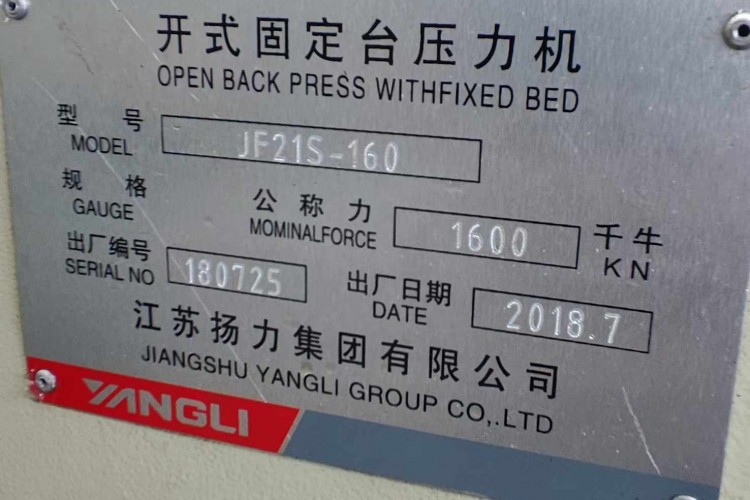 开式固定台压力机
OPEN BACK PRESS WITHFIXED BED
型号 JF21S-160
MODEL
规格 公称力 1600 千牛
GAUGE MOMINALFORCE KN
出厂编号 180725 出厂日期 2018.7
SERIAL NO DATE
江苏扬力集团有限公司
JIANGSHU YANGLI GROUP CO,.LTD
YANGLI